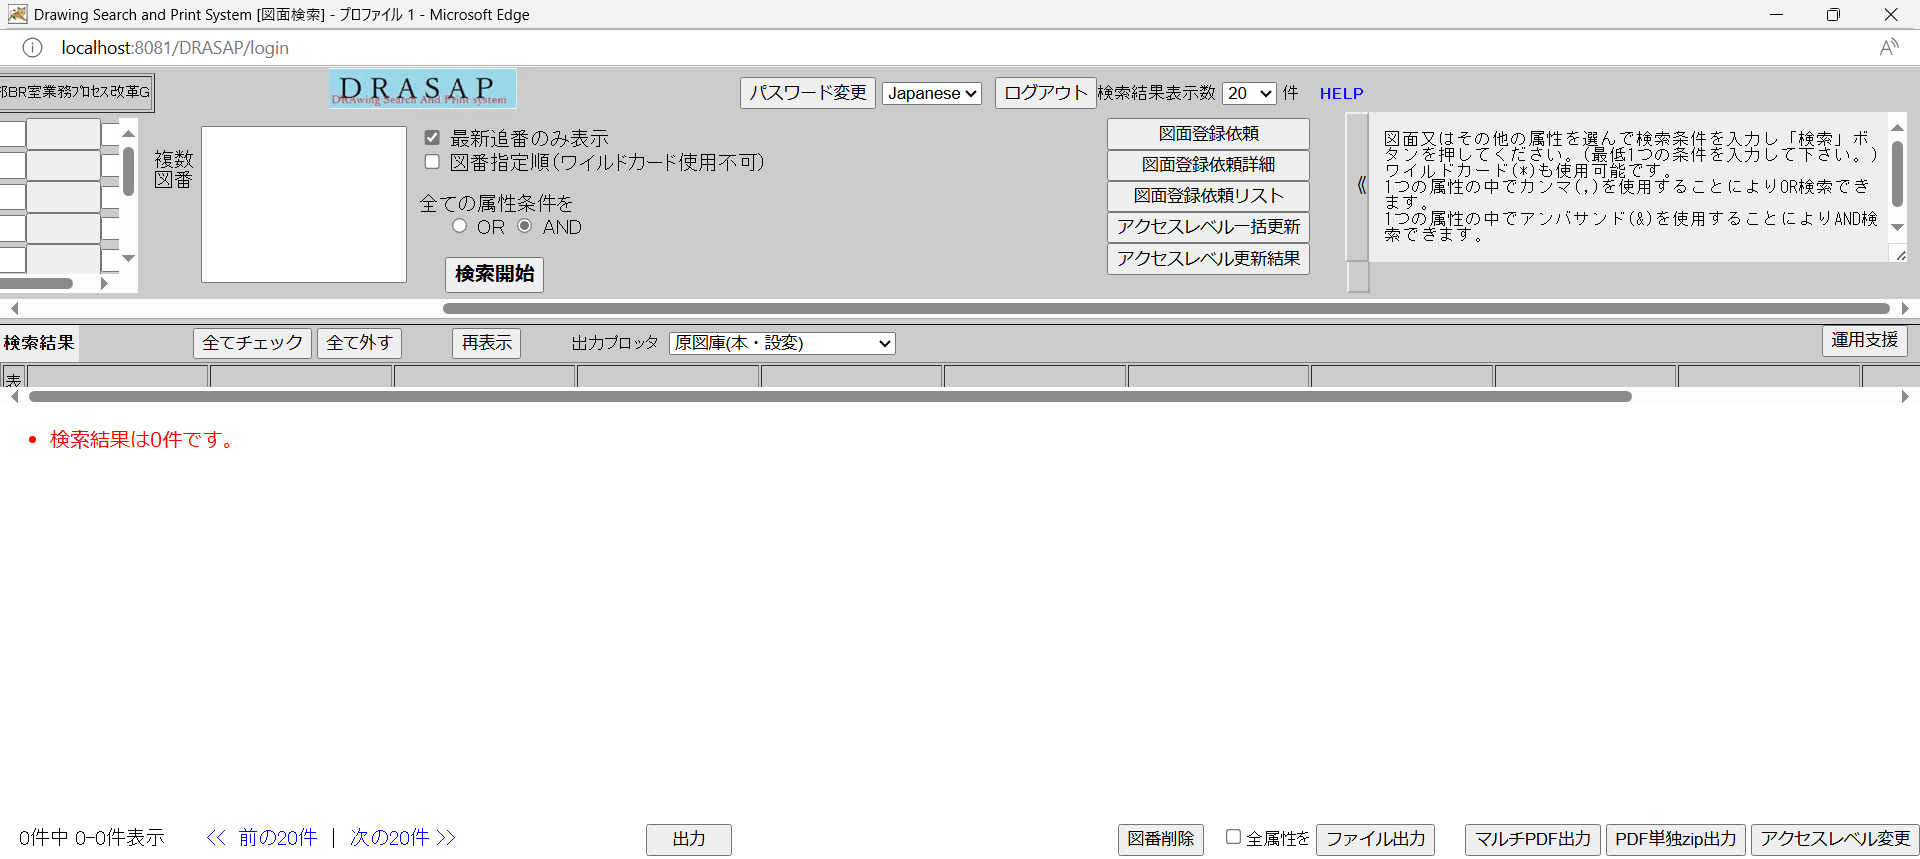 Drawing Search and Print System [図面検索] - プロファイル 1 - Microsoft Edge
localhost:8081/DRASAP/login
部BR室業務プロセス改革G
DRASAP
DRAwing Search And Print system
パスワード変更
Japanese
ログアウト
検索結果表示数 20 件
HELP
複数
図番
最新追番のみ表示
図番指定順(ワイルドカード使用不可)
全ての属性条件を
OR AND
検索開始
図面登録依頼
図面登録依頼詳細
図面登録依頼リスト
アクセスレベル一括更新
アクセスレベル更新結果
《
図面又はその他の属性を選んで検索条件を入力し「検索」ボ
タンを押してください。(最低1つの条件を入力して下さい。)
ワイルドカード(*)も使用可能です。
1つの属性の中でカンマ(,)を使用することによりOR検索でき
ます。
1つの属性の中でアンパサンド(&)を使用することによりAND検
索できます。
検索結果
全てチェック
全て外す
再表示
出力プロッタ
原図庫(本・設変)
運用支援
表
検索結果は0件です。
0件中 0-0件表示
<< 前の20件 | 次の20件 >>
出力
図番削除
全属性を
ファイル出力
マルチPDF出力
PDF単独zip出力
アクセスレベル変更